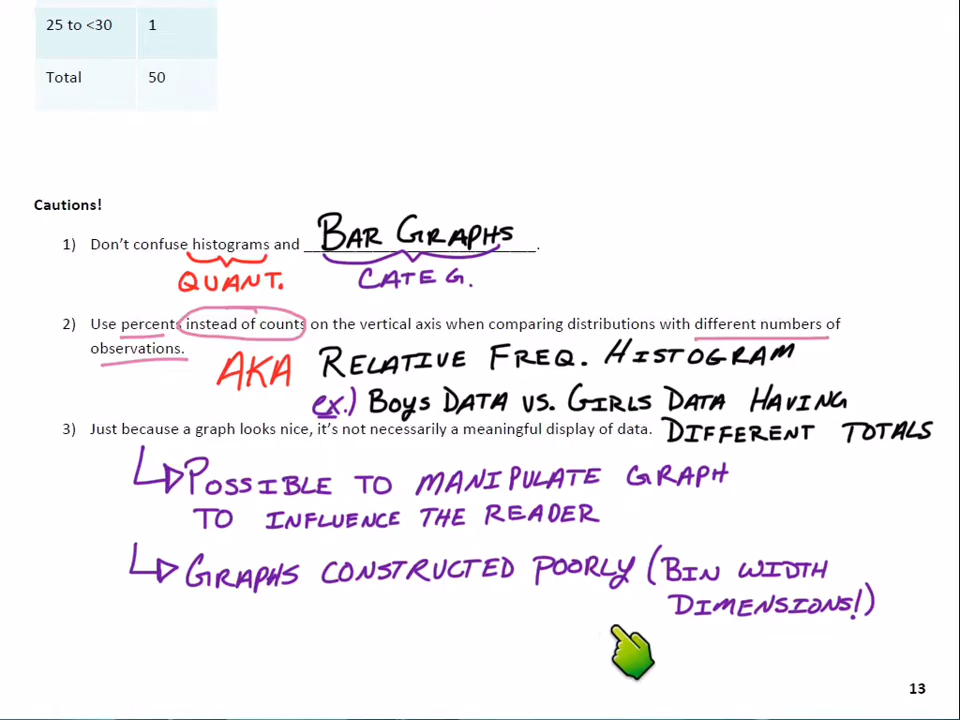 25 to <30 1
Total 50
Cautions!
1) Don't confuse histograms and BAR GRAPHS.
QUANT. CATEG.
2) Use percents instead of counts on the vertical axis when comparing distributions with different numbers of
observations.
AKA RELATIVE FREQ. HISTOGRAM
ex.) BOYS DATA VS. GIRLS DATA HAVING
3) Just because a graph looks nice, it's not necessarily a meaningful display of data. DIFFERENT TOTALS
POSSIBLE TO MANIPULATE GRAPH
TO INFLUENCE THE READER
GRAPHS CONSTRUCTED POORLY (BIN WIDTH
DIMENSIONS!)
13